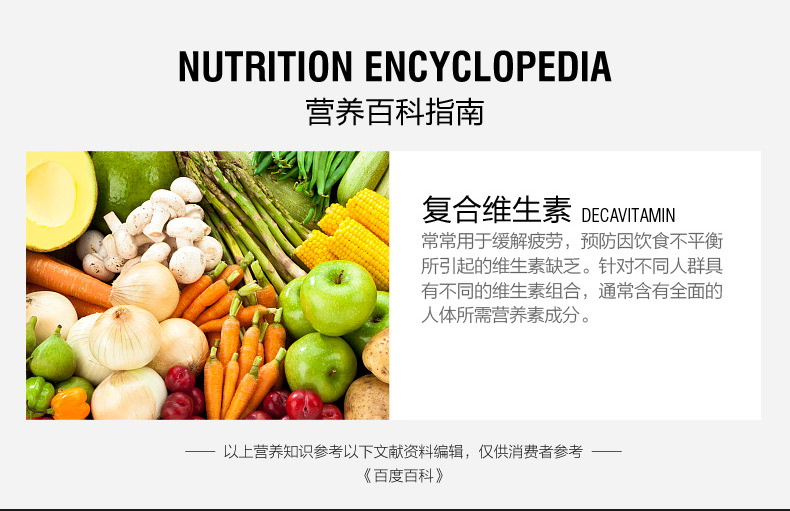 NUTRITION ENCYCLOPEDIA
营养百科指南
复合维生素 DECAVITAMIN
常常用于缓解疲劳，预防因饮食不平衡
所引起的维生素缺乏。针对不同人群具
有不同的维生素组合，通常含有全面的
人体所需营养素成分。
以上营养知识参考以下文献资料编辑，仅供消费者参考
《百度百科》